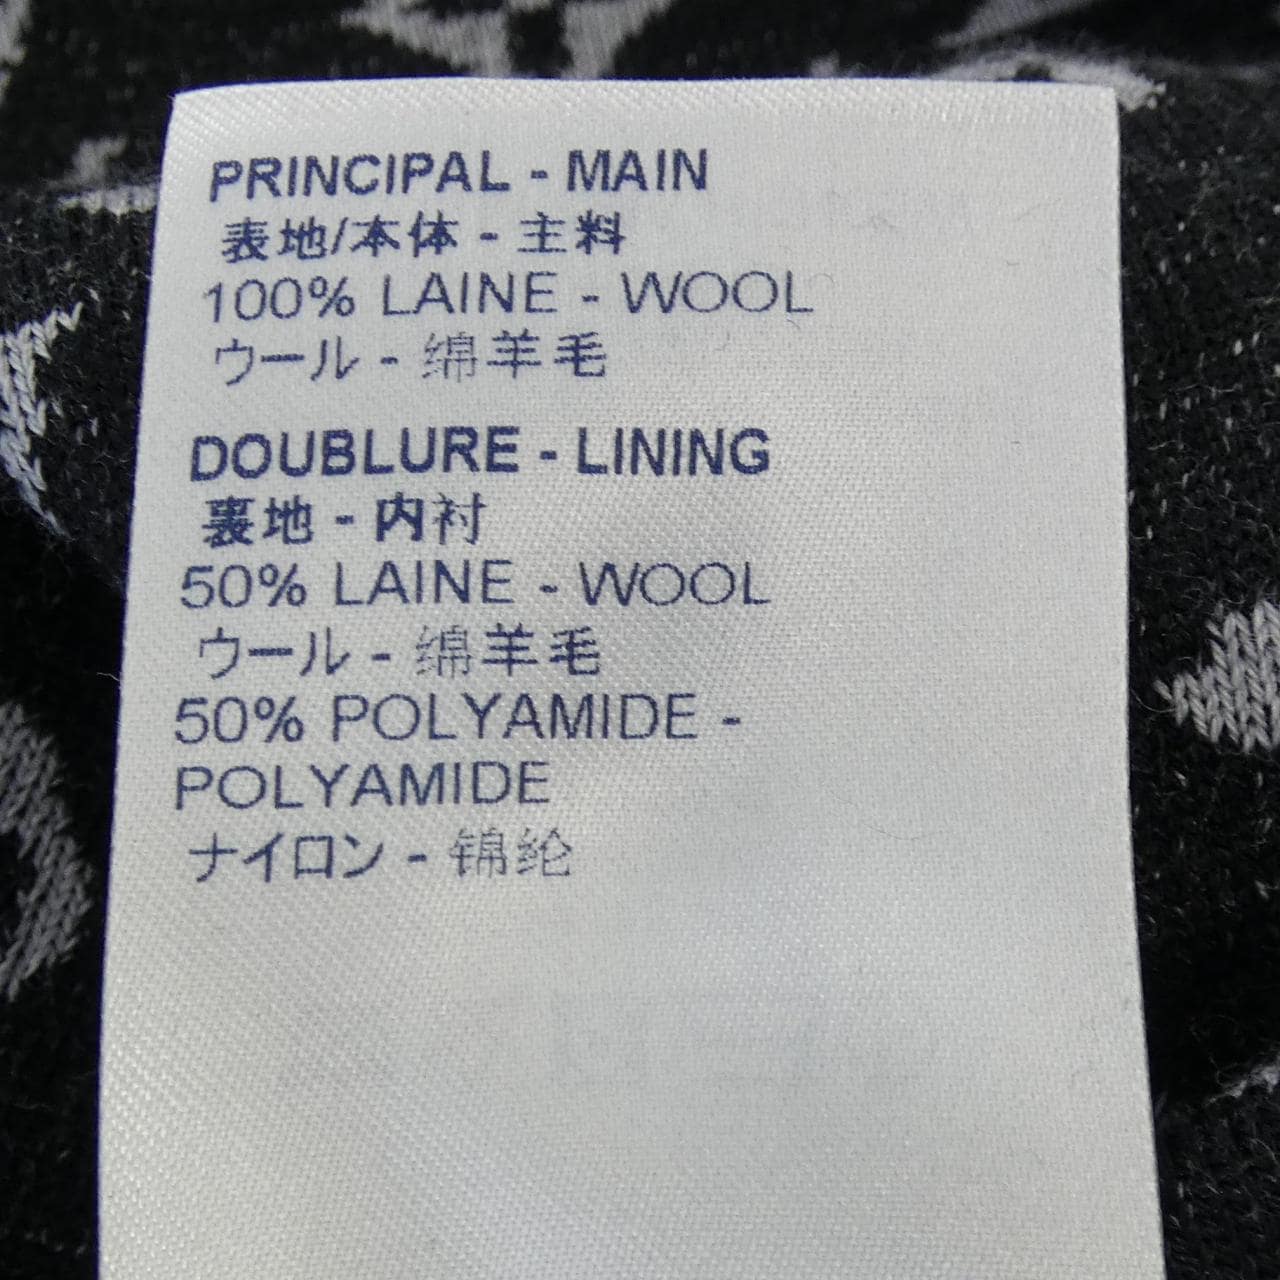 PRINCIPAL - MAIN
表地/本体 - 主料
100% LAINE - WOOL
ウール - 绵羊毛
DOUBLURE - LINING
裏地 - 内衬
50% LAINE - WOOL
ウール - 绵羊毛
50% POLYAMIDE -
POLYAMIDE
ナイロン - 锦纶